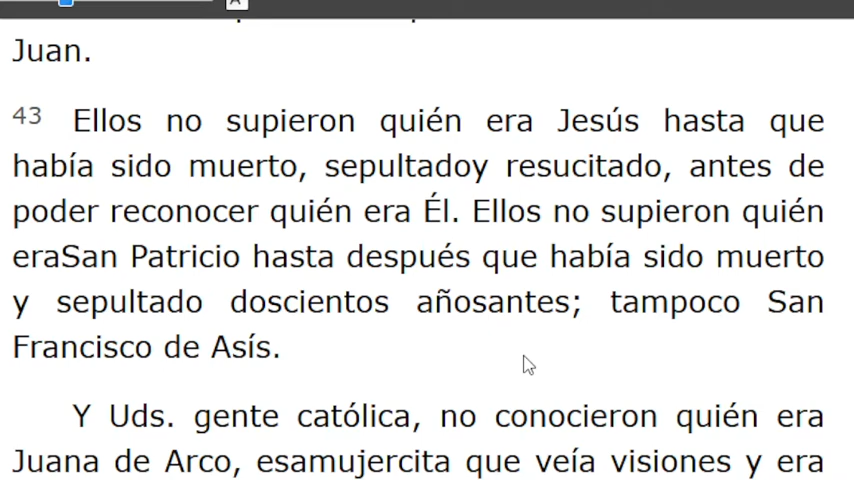 Juan.
43 Ellos no supieron quién era Jesús hasta que
había sido muerto, sepultadoy resucitado, antes de
poder reconocer quién era Él. Ellos no supieron quién
eraSan Patricio hasta después que había sido muerto
y sepultado doscientos añosantes; tampoco San
Francisco de Asís.
Y Uds. gente católica, no conocieron quién era
Juana de Arco, esamujercita que veía visiones y era